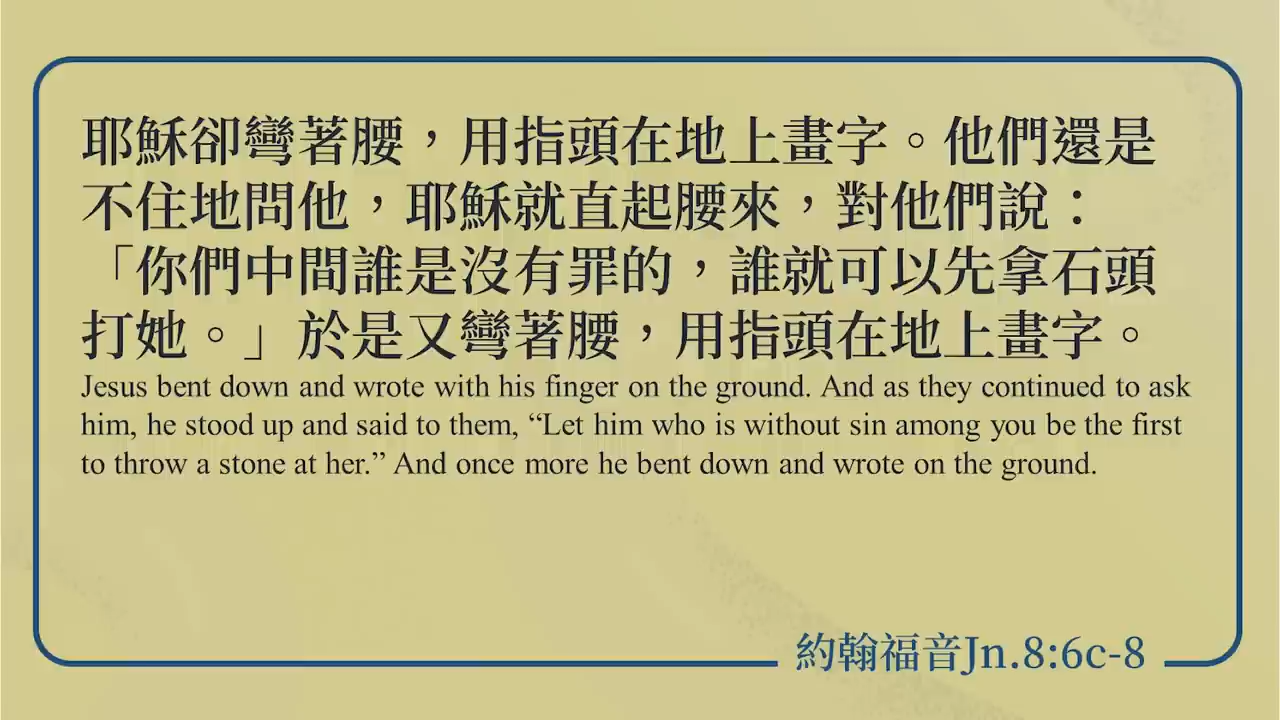 耶穌卻彎著腰，用指頭在地上畫字。他們還是
不住地問他，耶穌就直起腰來，對他們說：
「你們中間誰是沒有罪的，誰就可以先拿石頭
打她。」於是又彎著腰，用指頭在地上畫字。
Jesus bent down and wrote with his finger on the ground. And as they continued to ask
him, he stood up and said to them, “Let him who is without sin among you be the first
to throw a stone at her.” And once more he bent down and wrote on the ground.
約翰福音Jn.8:6c-8